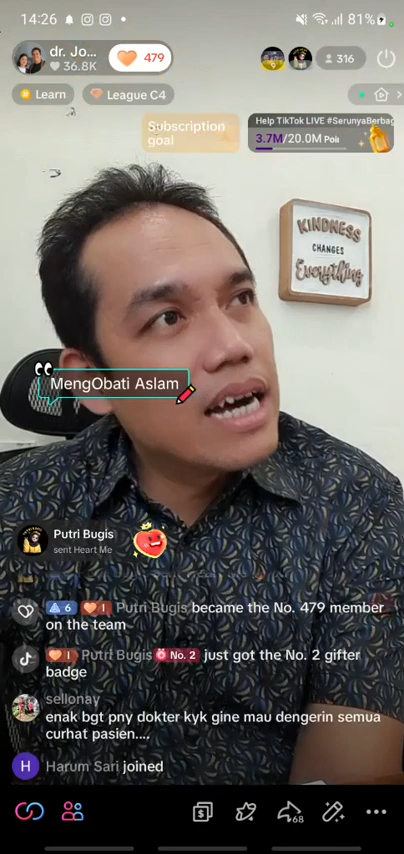 14:26
81%
dr. Jo...
36.8K
479
316
Learn
League C4
Subscription
goal
Help TikTok LIVE #SerunyaBerbag
3.7M/20.0M Poi
KINDNESS
CHANGES
Everything
MengObati Aslam
Putri Bugis
sent Heart Me
6 I Putri Bugis became the No. 479 member
on the team
I Putri Bugis No. 2 just got the No. 2 gifter
badge
sellonay
enak bgt pny dokter kyk gine mau dengerin semua
curhat pasien....
H Harum Sari joined
68